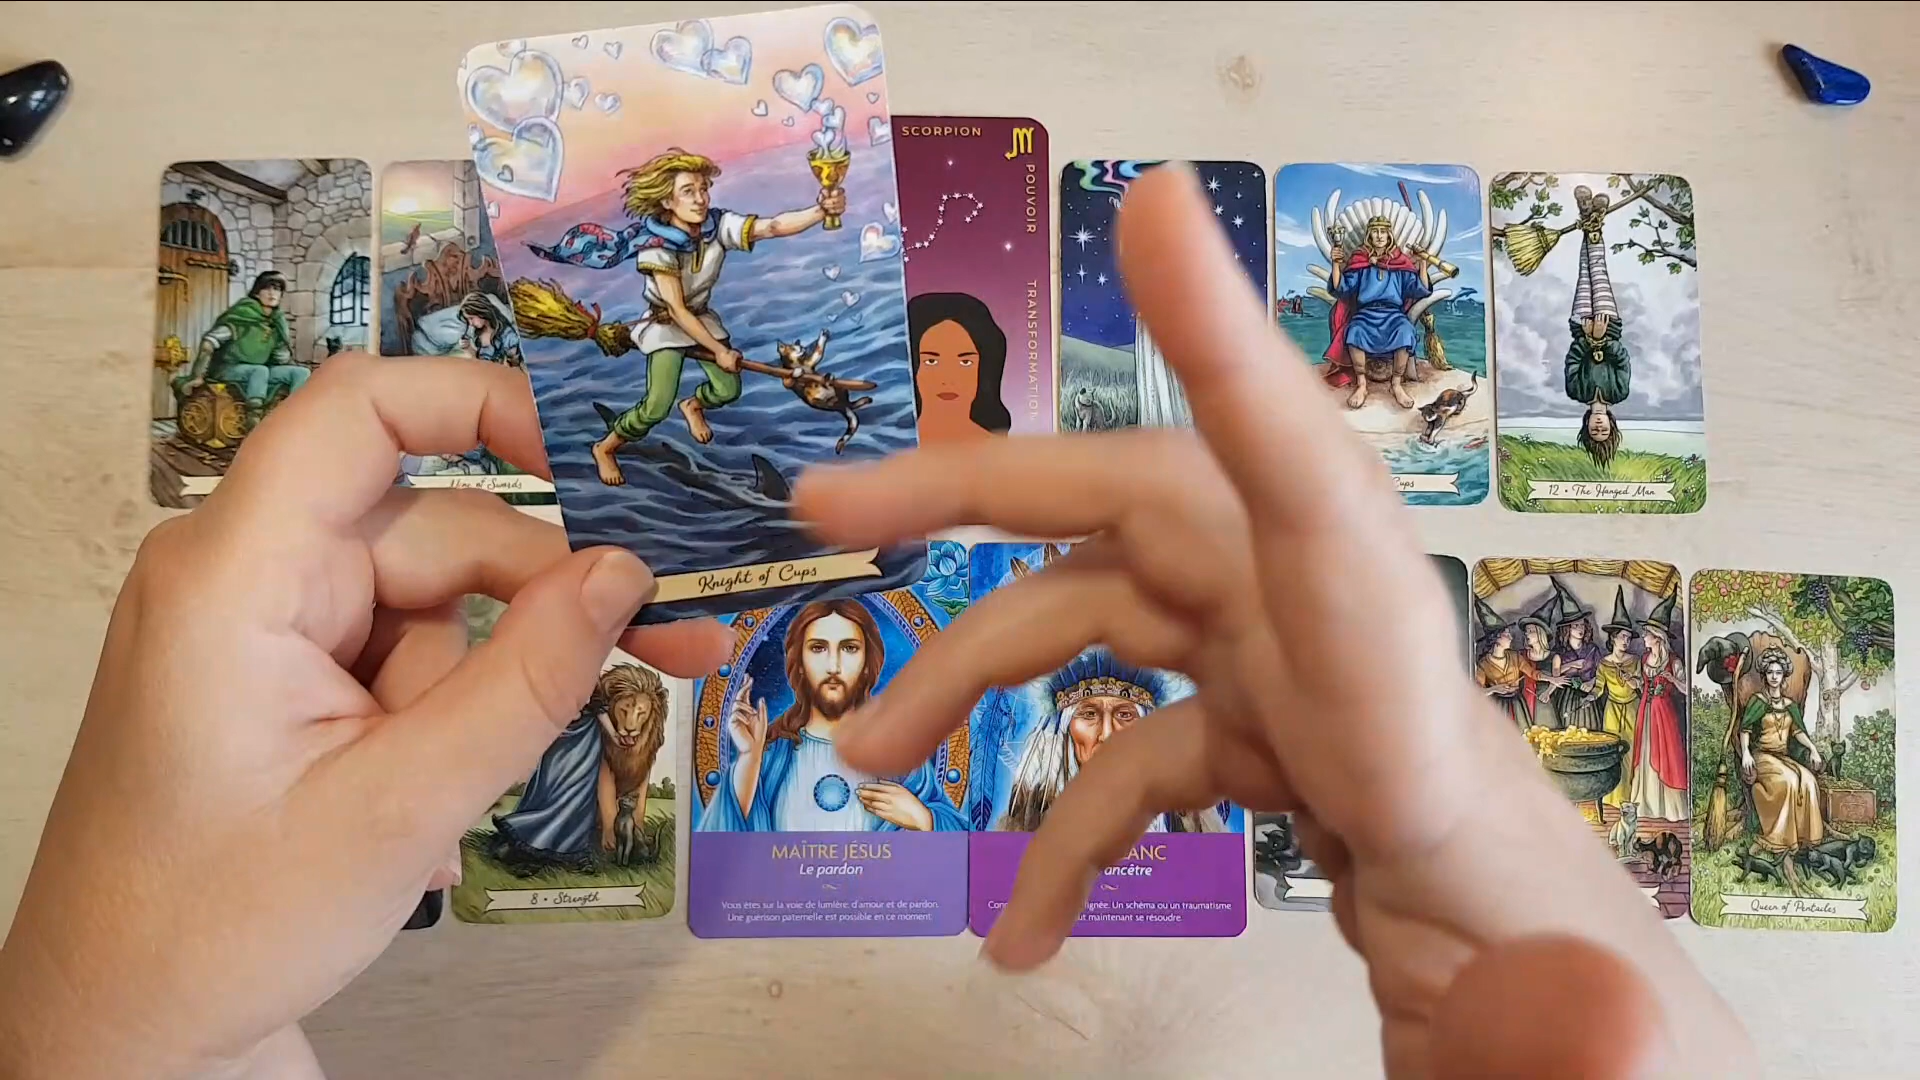 SCORPION
POUVOIR
TRANSFORMATION
Nine of Swords
Cups
12 • The Hanged Man
Knight of Cups
8 • Strength
MAÎTRE JÉSUS
Le pardon
Vous êtes sur la voie de lumière, d'amour et de pardon.
Une guérison paternelle est possible en ce moment
ancêtre
lignée. Un schéma ou un traumatisme
maintenant se résoudre.
Queen of Pentacles